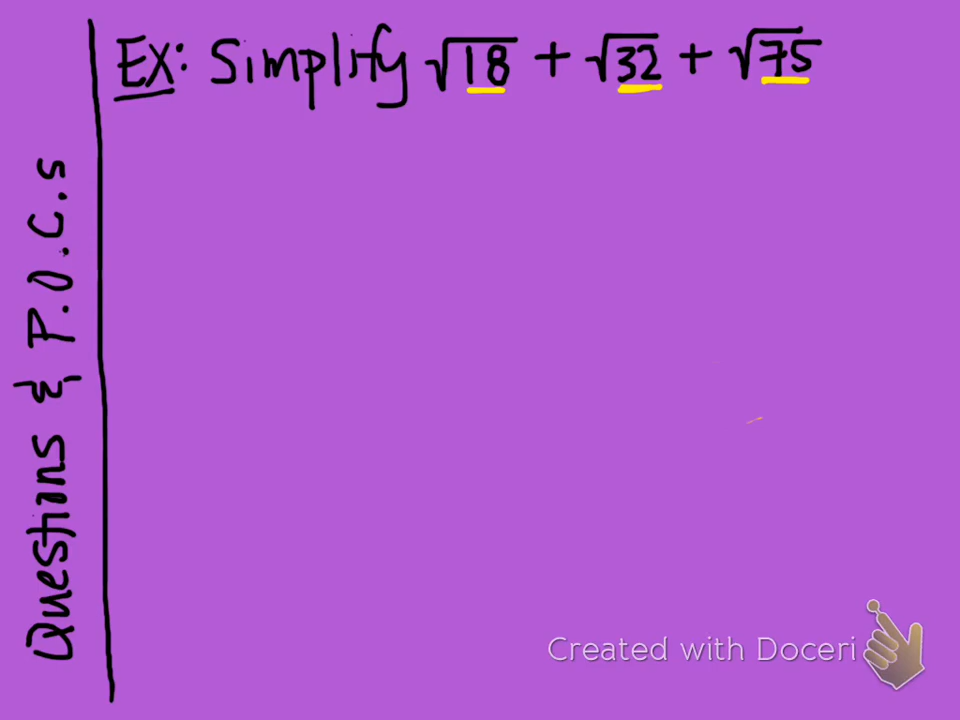 EX: Simplify √18 + √32 + √75
Questions & P.O.C.s
Created with Doceri